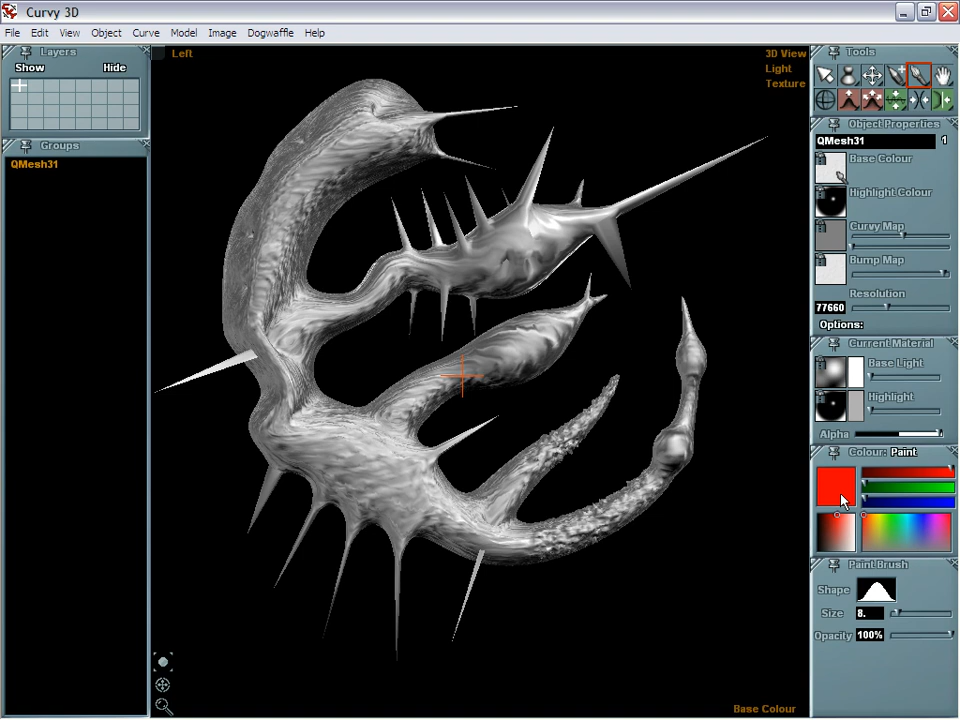 Curvy 3D
File Edit View Object Curve Model Image Dogwaffle Help
Layers
Show Hide
Groups
QMesh31
Left
3D View
Light
Texture
Base Colour
Tools
Object Properties
QMesh31 1
Base Colour
Highlight Colour
Curvy Map
Bump Map
Resolution
77660
Options:
Current Material
Base Light
Highlight
Alpha
Colour: Paint
Paint Brush
Shape
Size 8.
Opacity 100%